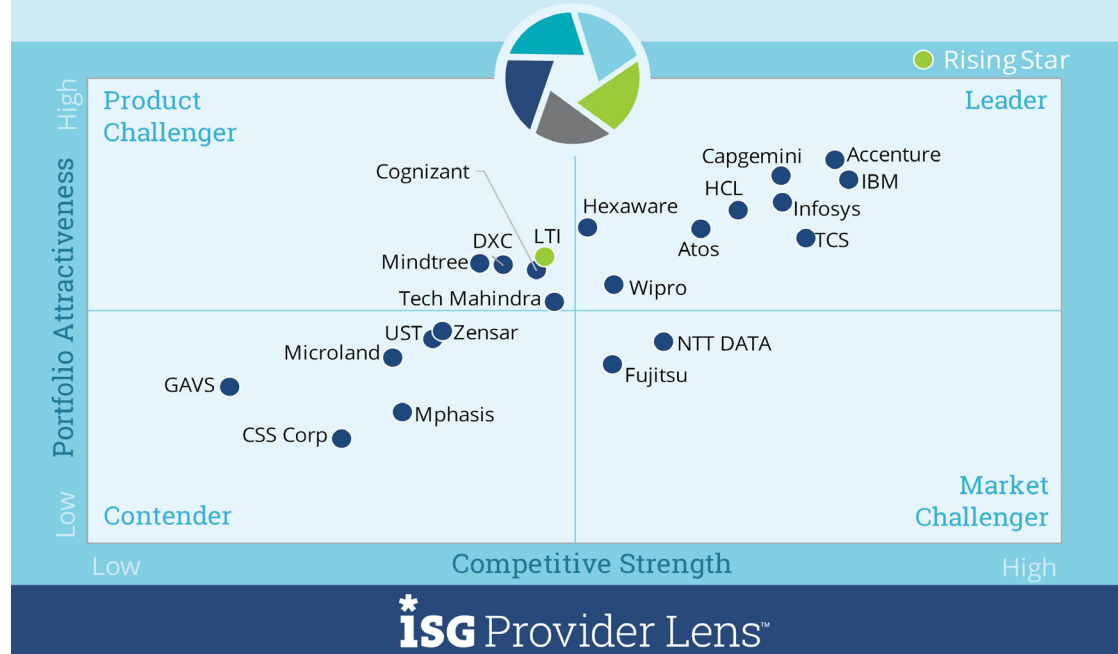 Rising Star
High
Product
Challenger
Leader
Capgemini
Accenture
Cognizant
IBM
HCL
Hexaware
Infosys
LTI
DXC
TCS
Atos
Mindtree
Wipro
Tech Mahindra
Portfolio Attractiveness
UST
Zensar
NTT DATA
Microland
Fujitsu
GAVS
Mphasis
CSS Corp
Low
Contender
Market
Challenger
Low
Competitive Strength
High
*ISG Provider Lens™